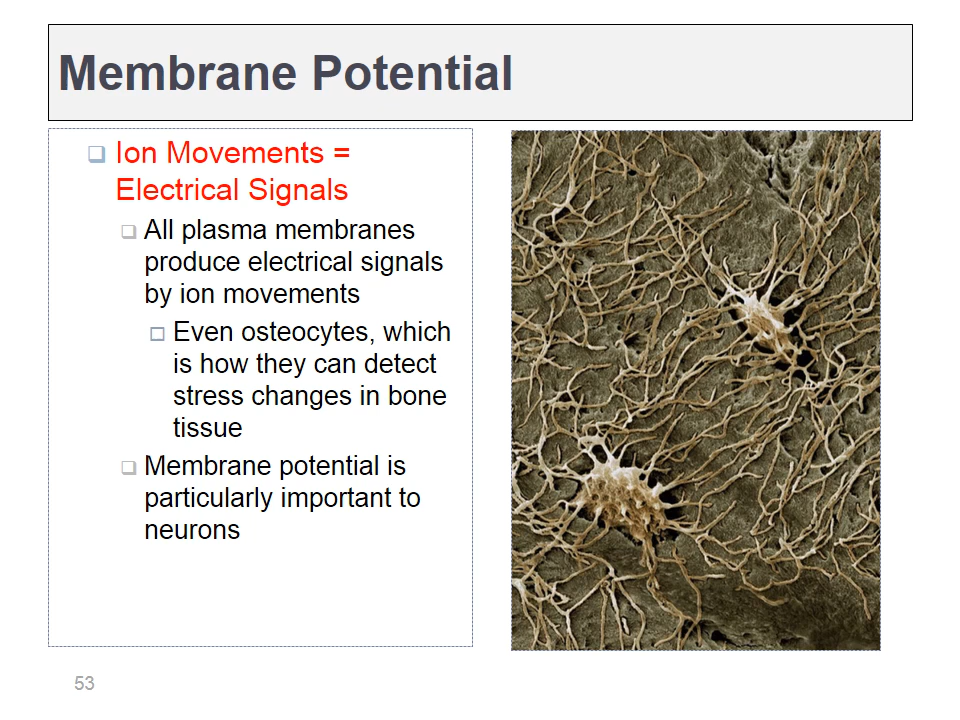 Membrane Potential
Ion Movements =
Electrical Signals
All plasma membranes
produce electrical signals
by ion movements
Even osteocytes, which
is how they can detect
stress changes in bone
tissue
Membrane potential is
particularly important to
neurons
53